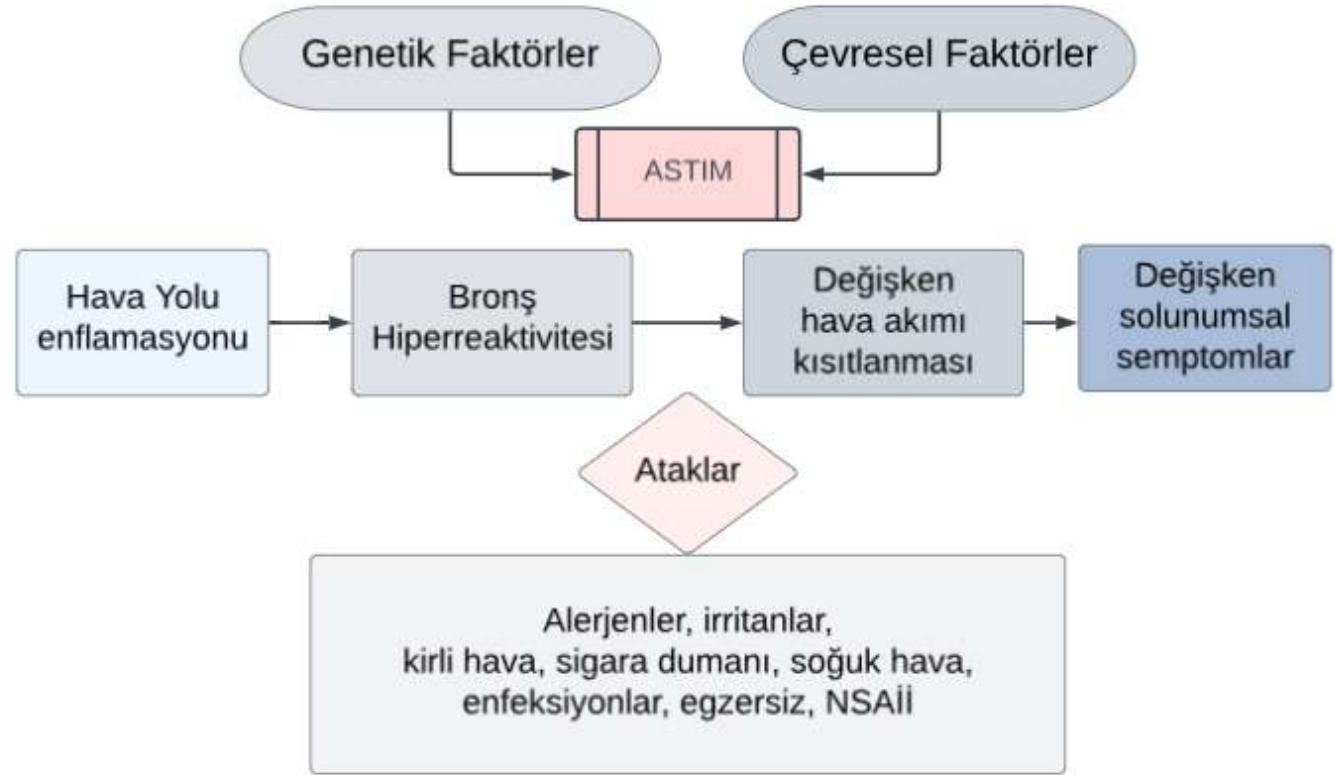 Genetik Faktörler
Çevresel Faktörler
ASTIM
Hava Yolu
enflamasyonu
Bronş
Hiperreaktivitesi
Değişken
hava akımı
kısıtlanması
Değişken
solunumsal
semptomlar
Ataklar
Alerjenler, irritanlar,
kirli hava, sigara dumanı, soğuk hava,
enfeksiyonlar, egzersiz, NSAİİ